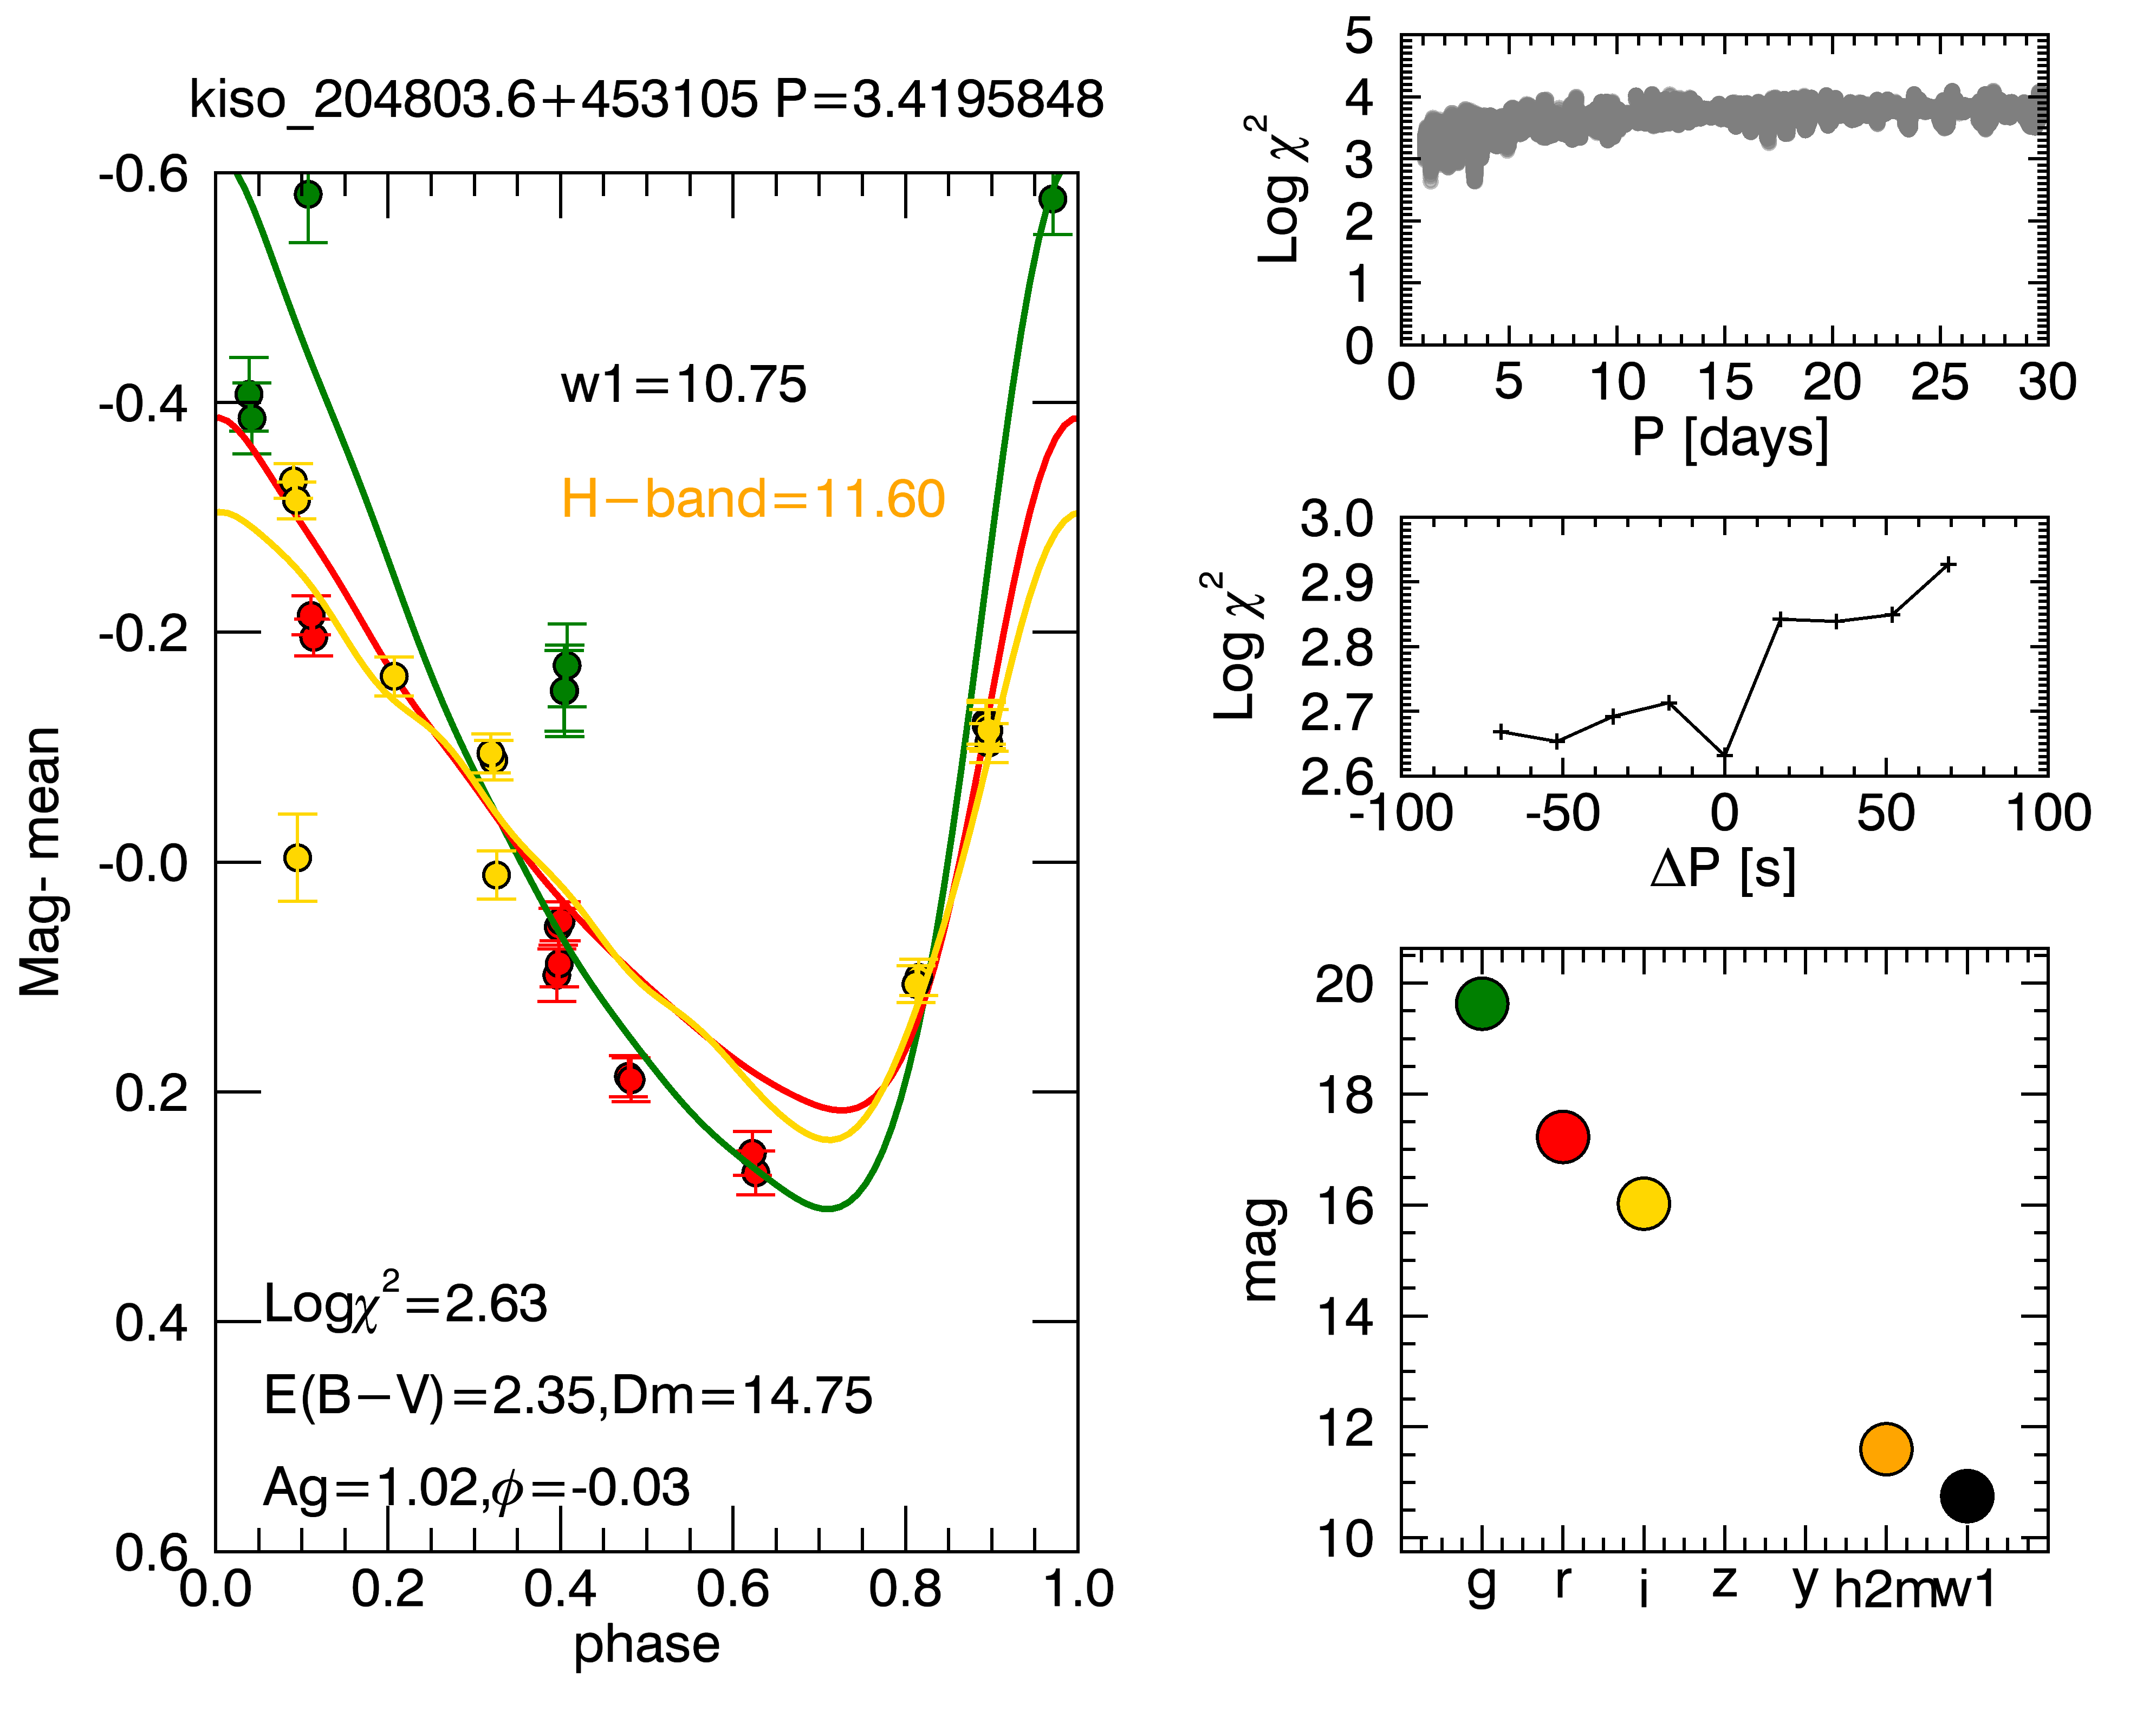 kiso_204803.6+453105 P=3.4195848
-0.6
-0.4
-0.2
-0.0
0.2
0.4
0.6
Mag- mean
w1=10.75
H-band=11.60
Logχ²=2.63
E(B-V)=2.35,Dm=14.75
Ag=1.02,ϕ=-0.03
0.0 0.2 0.4 0.6 0.8 1.0
phase
5
4
3
2
1
0
Log χ²
0 5 10 15 20 25 30
P [days]
3.0
2.9
2.8
2.7
2.6
Log χ²
-100 -50 0 50 100
ΔP [s]
20
18
16
14
12
10
mag
g r i z y h2mw1